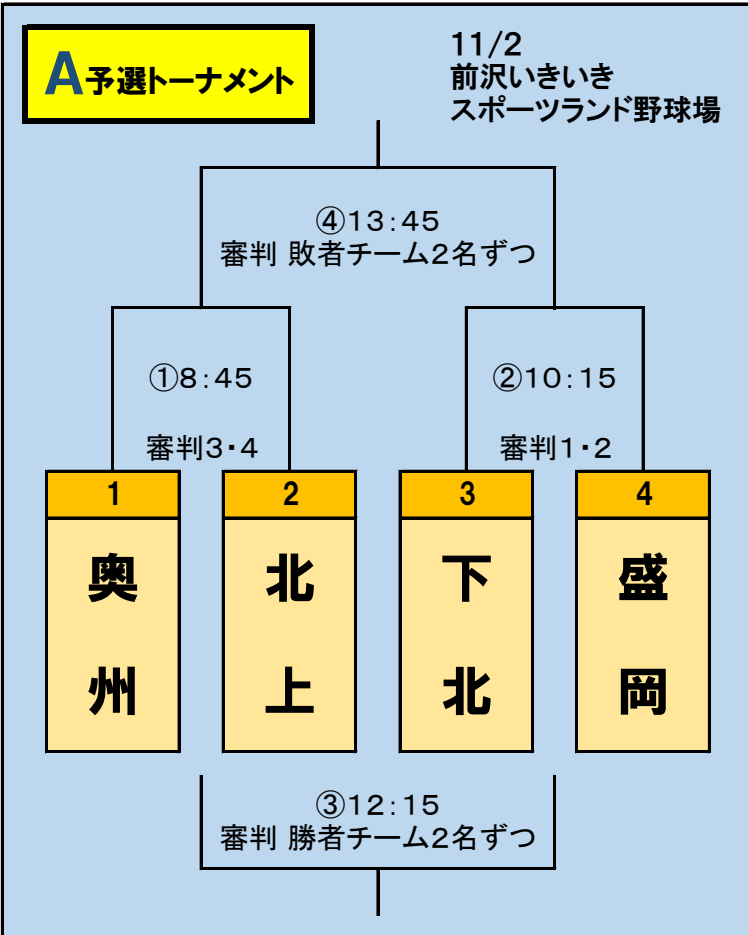 A予選トーナメント
11/2
前沢いきいき
スポーツランド野球場
④13:45
審判 敗者チーム2名ずつ
①8:45
審判3・4
②10:15
審判1・2
1
2
3
4
奥州
北上
下北
盛岡
③12:15
審判 勝者チーム2名ずつ